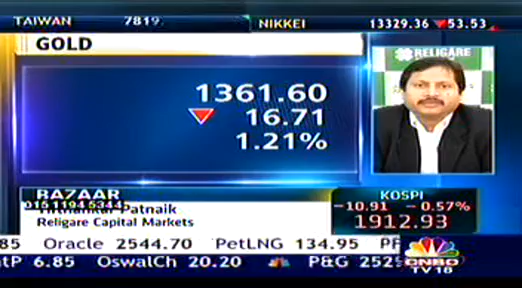 TAIWAN 7819. NIKKEI 13329.36 ▼53.53
GOLD
RELIGARE
1361.60
▼ 16.71
1.21%
BAZAAR
Patnaik
Religare Capital Markets
KOSPI
-10.91 -0.57%
1912.93
85 Oracle 2544.70 PetLNG 134.95
6.85 OswalCh 20.20 P&G 252
CNBC
TV18